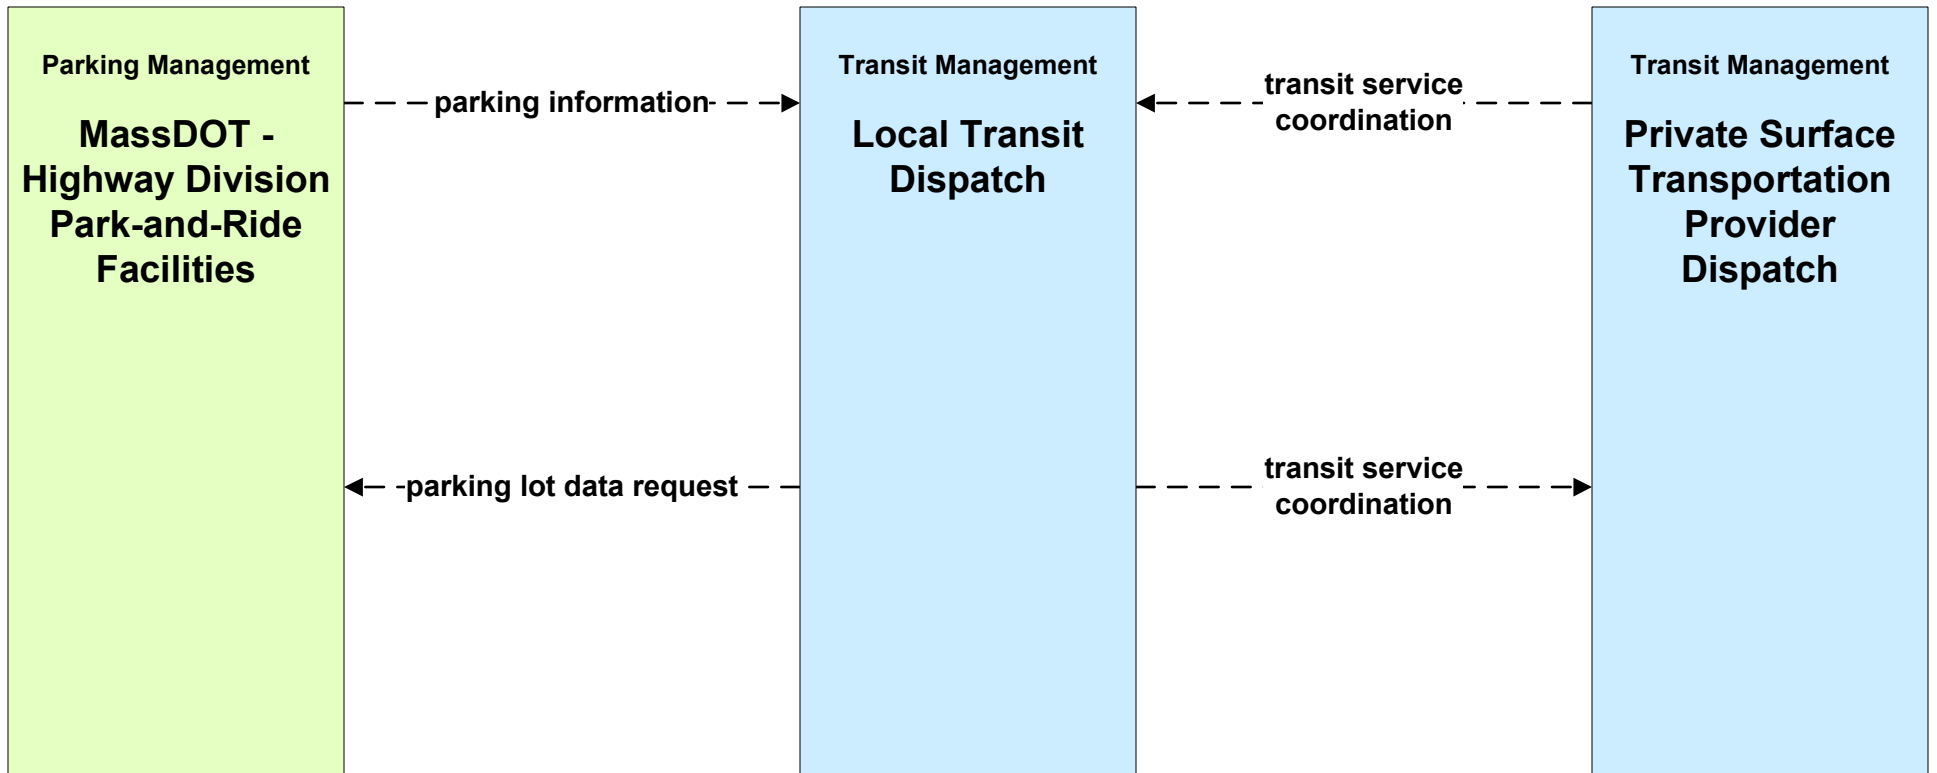 Parking Management
MassDOT -
Highway Division
Park-and-Ride
Facilities
parking information
parking lot data request
Transit Management
Local Transit
Dispatch
transit service
coordination
transit service
coordination
Transit Management
Private Surface
Transportation
Provider
Dispatch